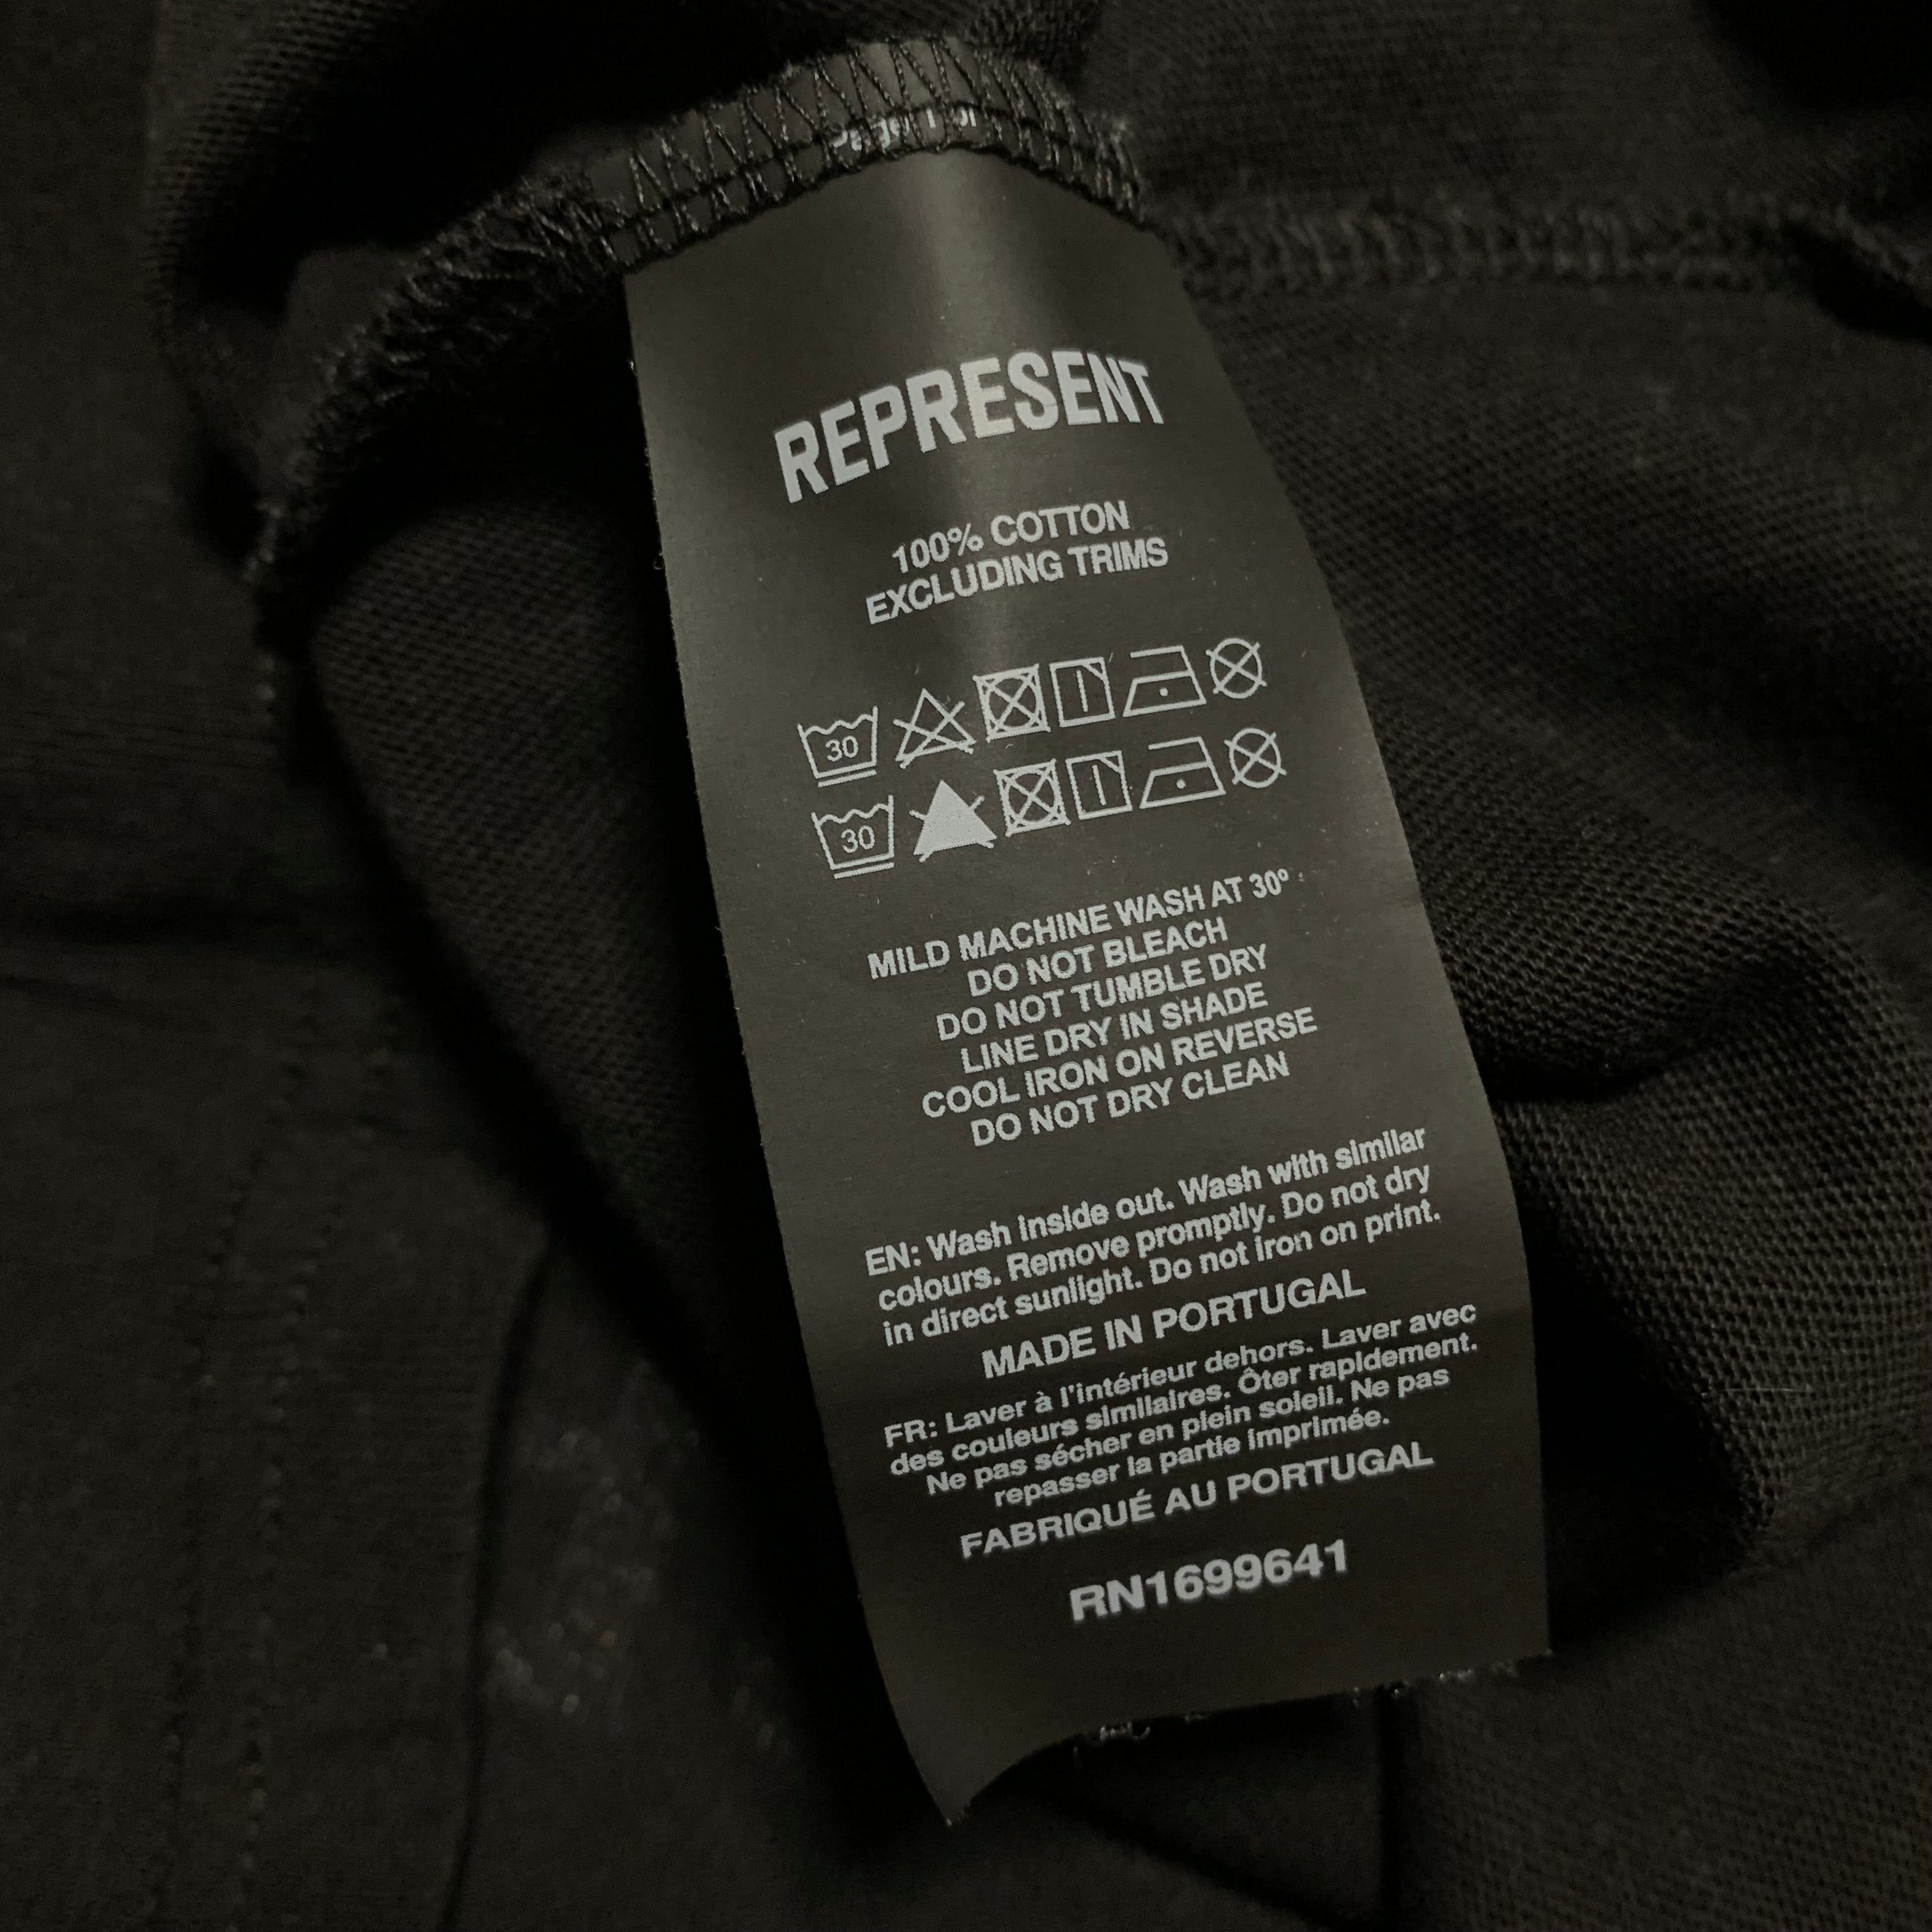 REPRESENT
100% COTTON
EXCLUDING TRIMS
30
30
MILD MACHINE WASH AT 30º
DO NOT BLEACH
DO NOT TUMBLE DRY
LINE DRY IN SHADE
COOL IRON ON REVERSE
DO NOT DRY CLEAN
EN: Wash inside out. Wash with similar
colours. Remove promptly. Do not dry
in direct sunlight. Do not iron on print.
MADE IN PORTUGAL
FR: Laver à l'intérieur dehors. Laver avec
des couleurs similaires. Ôter rapidement.
Ne pas sécher en plein soleil. Ne pas
repasser la partie imprimée.
FABRIQUÉ AU PORTUGAL
RN1699641